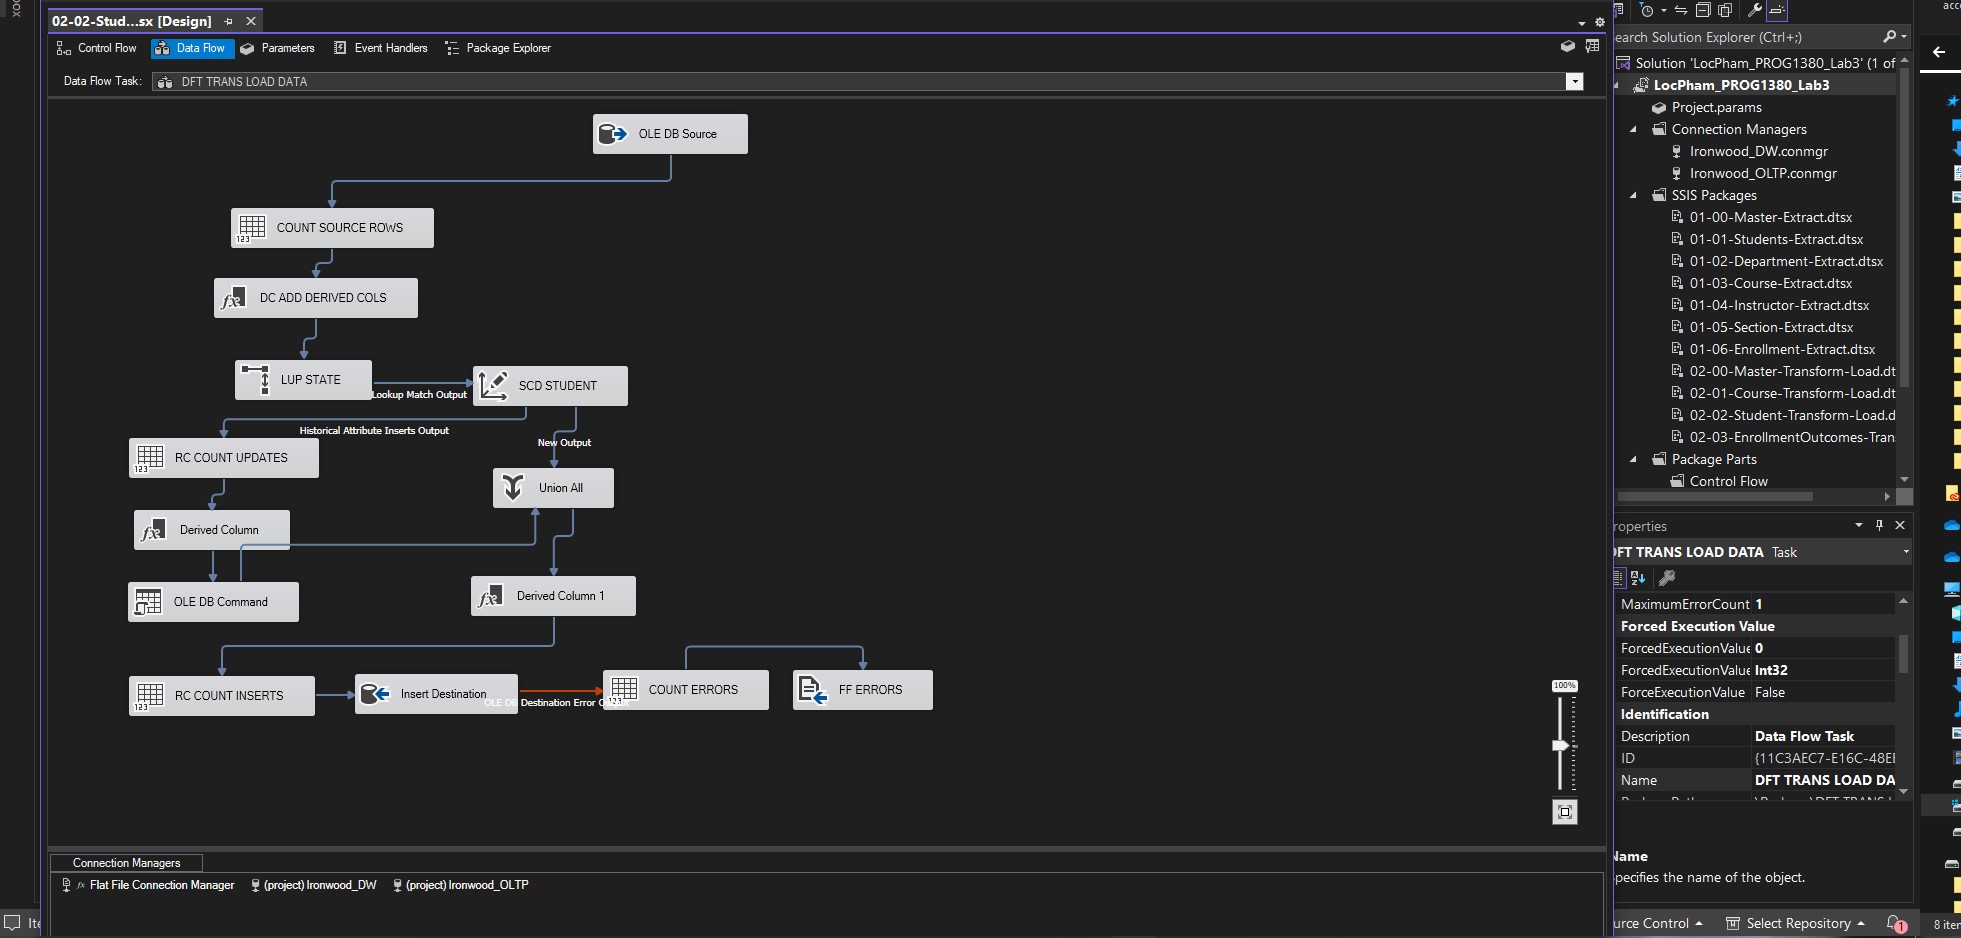 02-02-Stud...sx [Design]
Control Flow
Data Flow
Parameters
Event Handlers
Package Explorer
Data Flow Task:
DFT TRANS LOAD DATA
OLE DB Source
COUNT SOURCE ROWS
DC ADD DERIVED COLS
LUP STATE
Lookup Match Output
SCD STUDENT
Historical Attribute Inserts Output
New Output
RC COUNT UPDATES
Union All
Derived Column
OLE DB Command
Derived Column 1
RC COUNT INSERTS
Insert Destination
OLE DB Destination Error
COUNT ERRORS
FF ERRORS
100%
Connection Managers
Flat File Connection Manager
(project) Ironwood_DW
(project) Ironwood_OLTP
earch Solution Explorer (Ctrl+;)
Solution 'LocPham_PROG1380_Lab3' (1 of
LocPham_PROG1380_Lab3
Project.params
Connection Managers
Ironwood_DW.conmgr
Ironwood_OLTP.conmgr
SSIS Packages
01-00-Master-Extract.dtsx
01-01-Students-Extract.dtsx
01-02-Department-Extract.dtsx
01-03-Course-Extract.dtsx
01-04-Instructor-Extract.dtsx
01-05-Section-Extract.dtsx
01-06-Enrollment-Extract.dtsx
02-00-Master-Transform-Load.dt
02-01-Course-Transform-Load.dt
02-02-Student-Transform-Load.d
02-03-EnrollmentOutcomes-Tran
Package Parts
Control Flow
roperties
DFT TRANS LOAD DATA Task
MaximumErrorCount 1
Forced Execution Value
ForcedExecutionValue 0
ForcedExecutionValue Int32
ForceExecutionValue False
Identification
Description Data Flow Task
ID {11C3AEC7-E16C-48E
Name DFT TRANS LOAD DA
Name
pecifies the name of the object.
urce Control
Select Repository
1
8 iter
acc
Ite